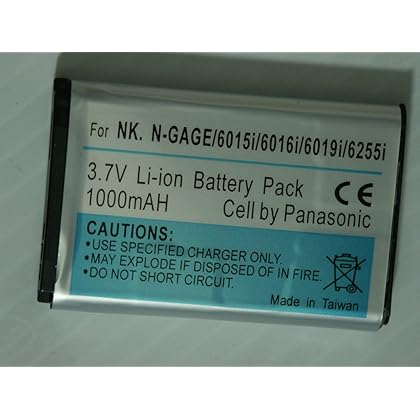 For NK. N-GAGE/6015i/6016i/6019i/6255i
3.7V Li-ion Battery Pack
1000mAH Cell by Panasonic
CE
CAUTIONS:
- USE SPECIFIED CHARGER ONLY.
- MAY EXPLODE IF DISPOSED IN FIRE.
- DO NOT SHORT CIRCUIT.
Made in Taiwan